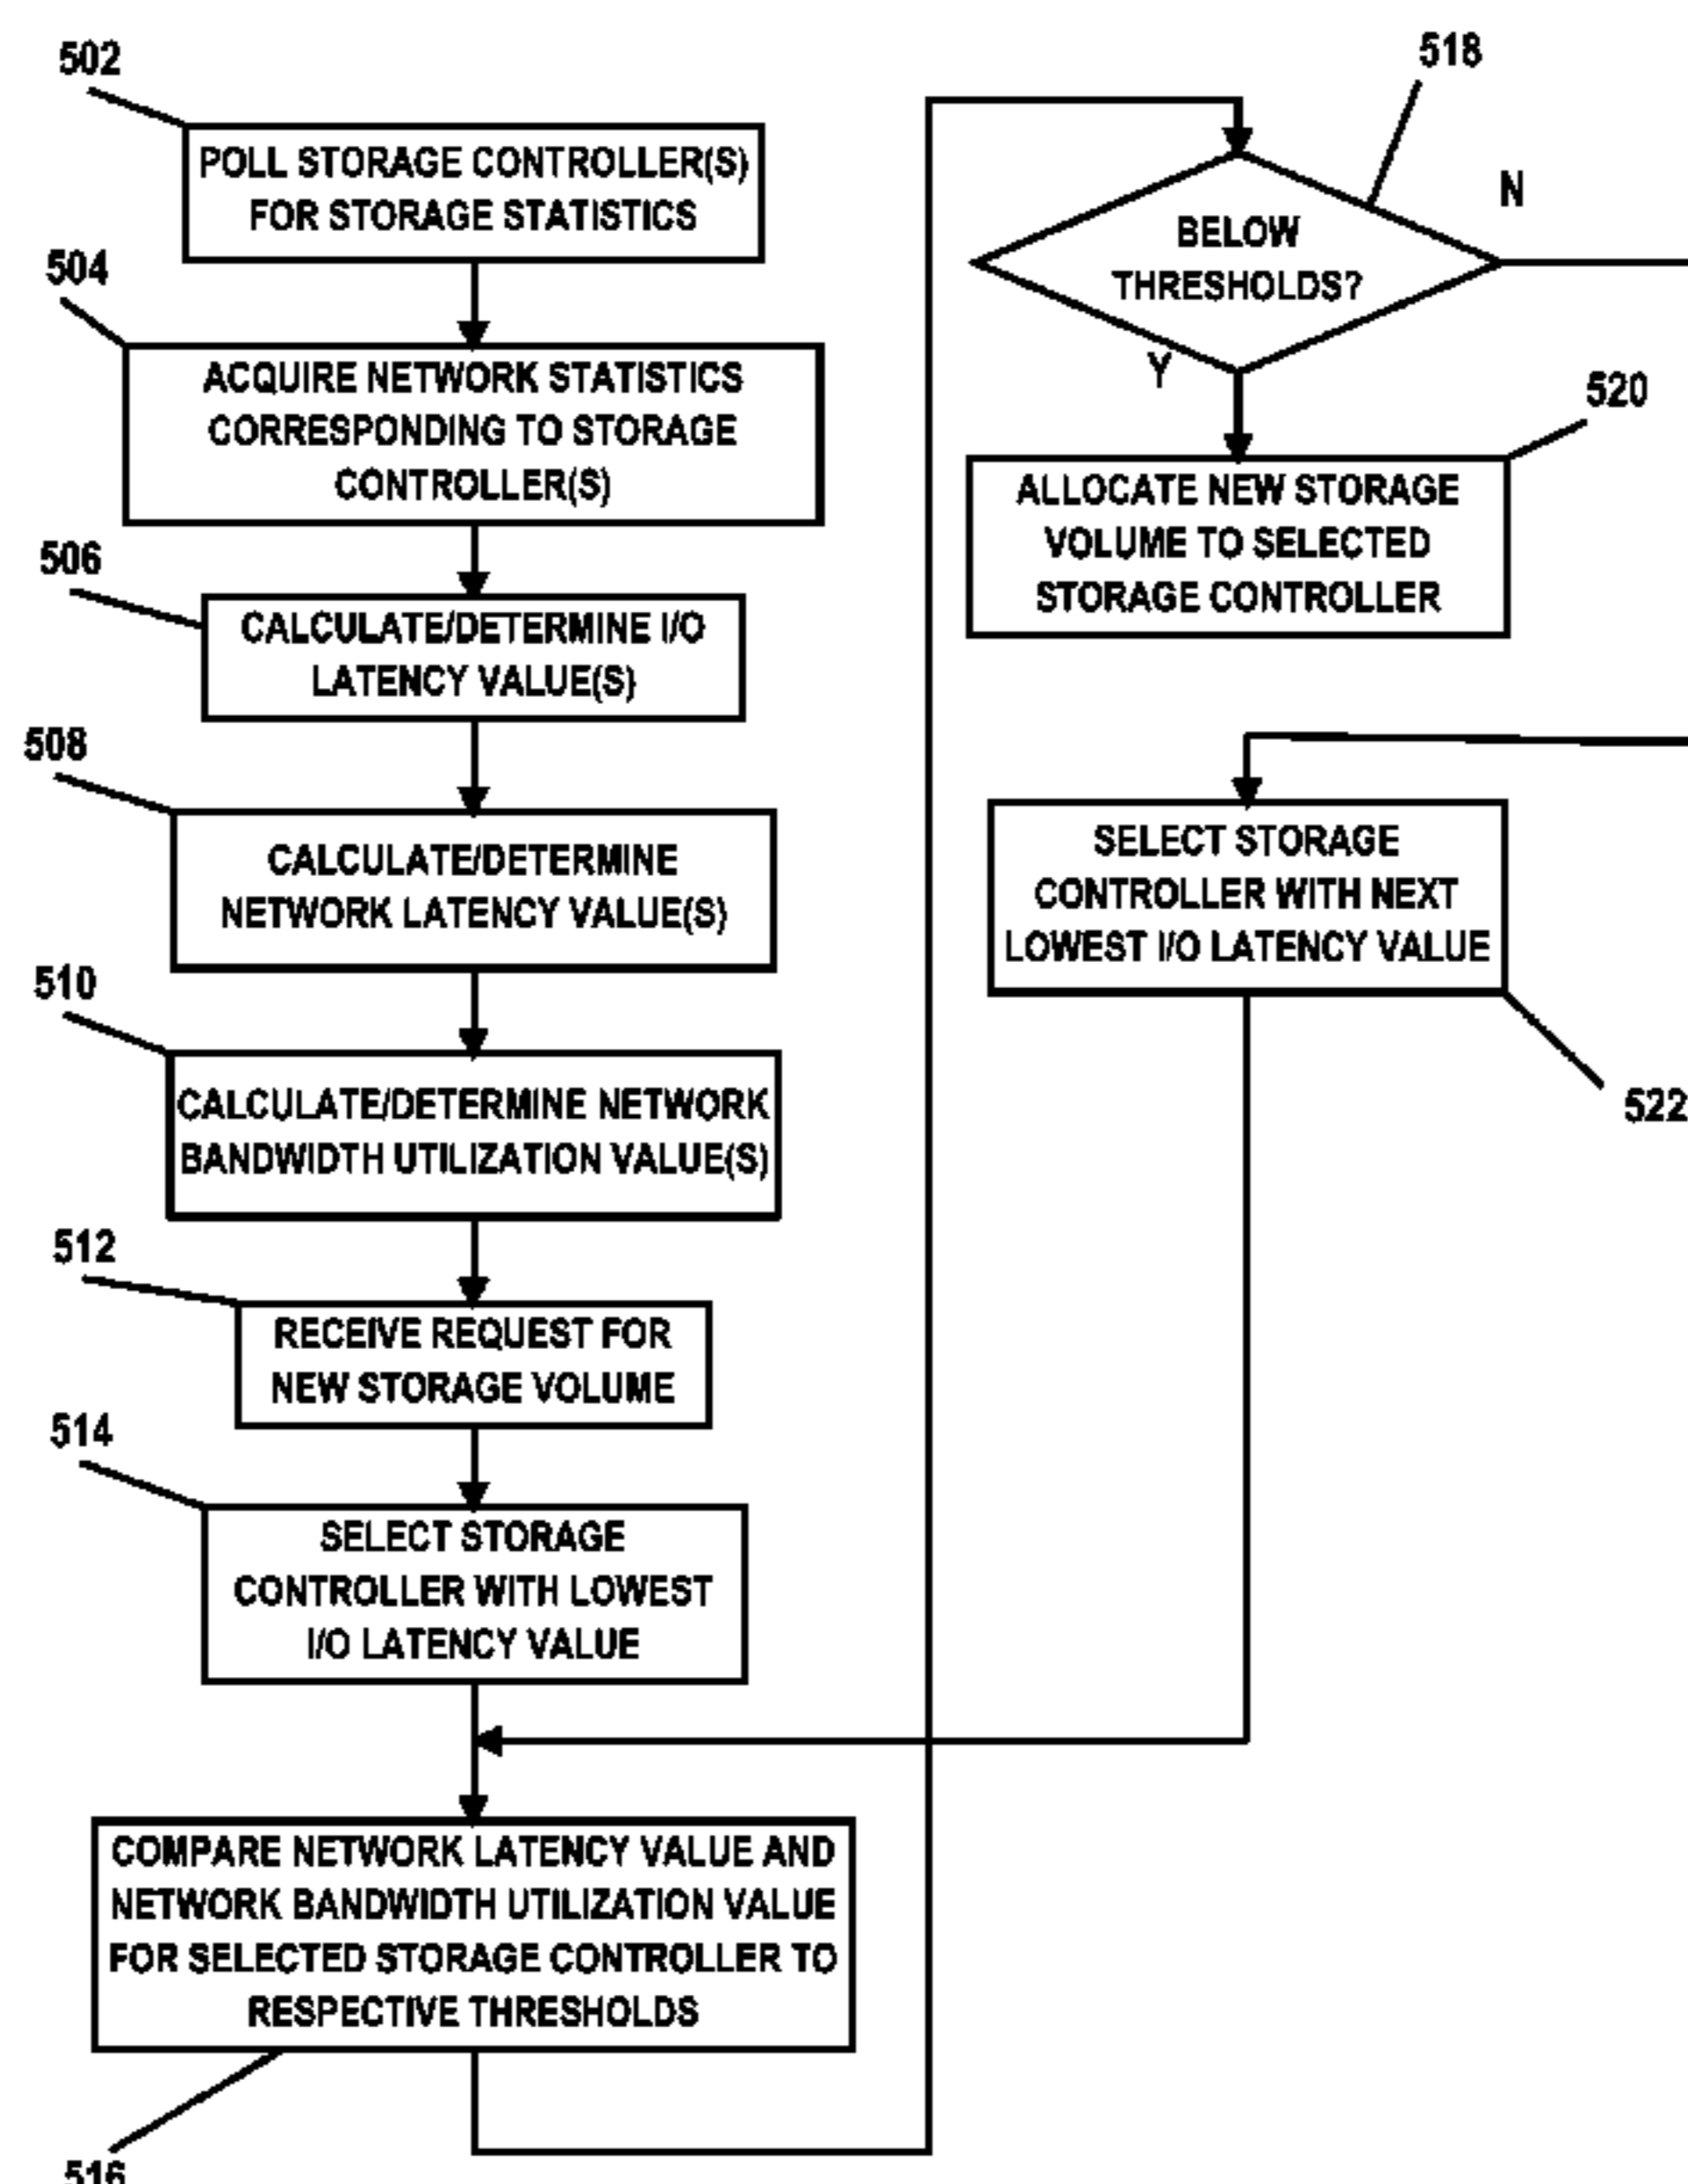 502
POLL STORAGE CONTROLLER(S)
FOR STORAGE STATISTICS
504
ACQUIRE NETWORK STATISTICS
CORRESPONDING TO STORAGE
CONTROLLER(S)
506
CALCULATE/DETERMINE I/O
LATENCY VALUE(S)
508
CALCULATE/DETERMINE
NETWORK LATENCY VALUE(S)
510
CALCULATE/DETERMINE NETWORK
BANDWIDTH UTILIZATION VALUE(S)
512
RECEIVE REQUEST FOR
NEW STORAGE VOLUME
514
SELECT STORAGE
CONTROLLER WITH LOWEST
I/O LATENCY VALUE
COMPARE NETWORK LATENCY VALUE AND
NETWORK BANDWIDTH UTILIZATION VALUE
FOR SELECTED STORAGE CONTROLLER TO
RESPECTIVE THRESHOLDS
516
518
BELOW
THRESHOLDS?
N
Y
520
ALLOCATE NEW STORAGE
VOLUME TO SELECTED
STORAGE CONTROLLER
SELECT STORAGE
CONTROLLER WITH NEXT
LOWEST I/O LATENCY VALUE
522